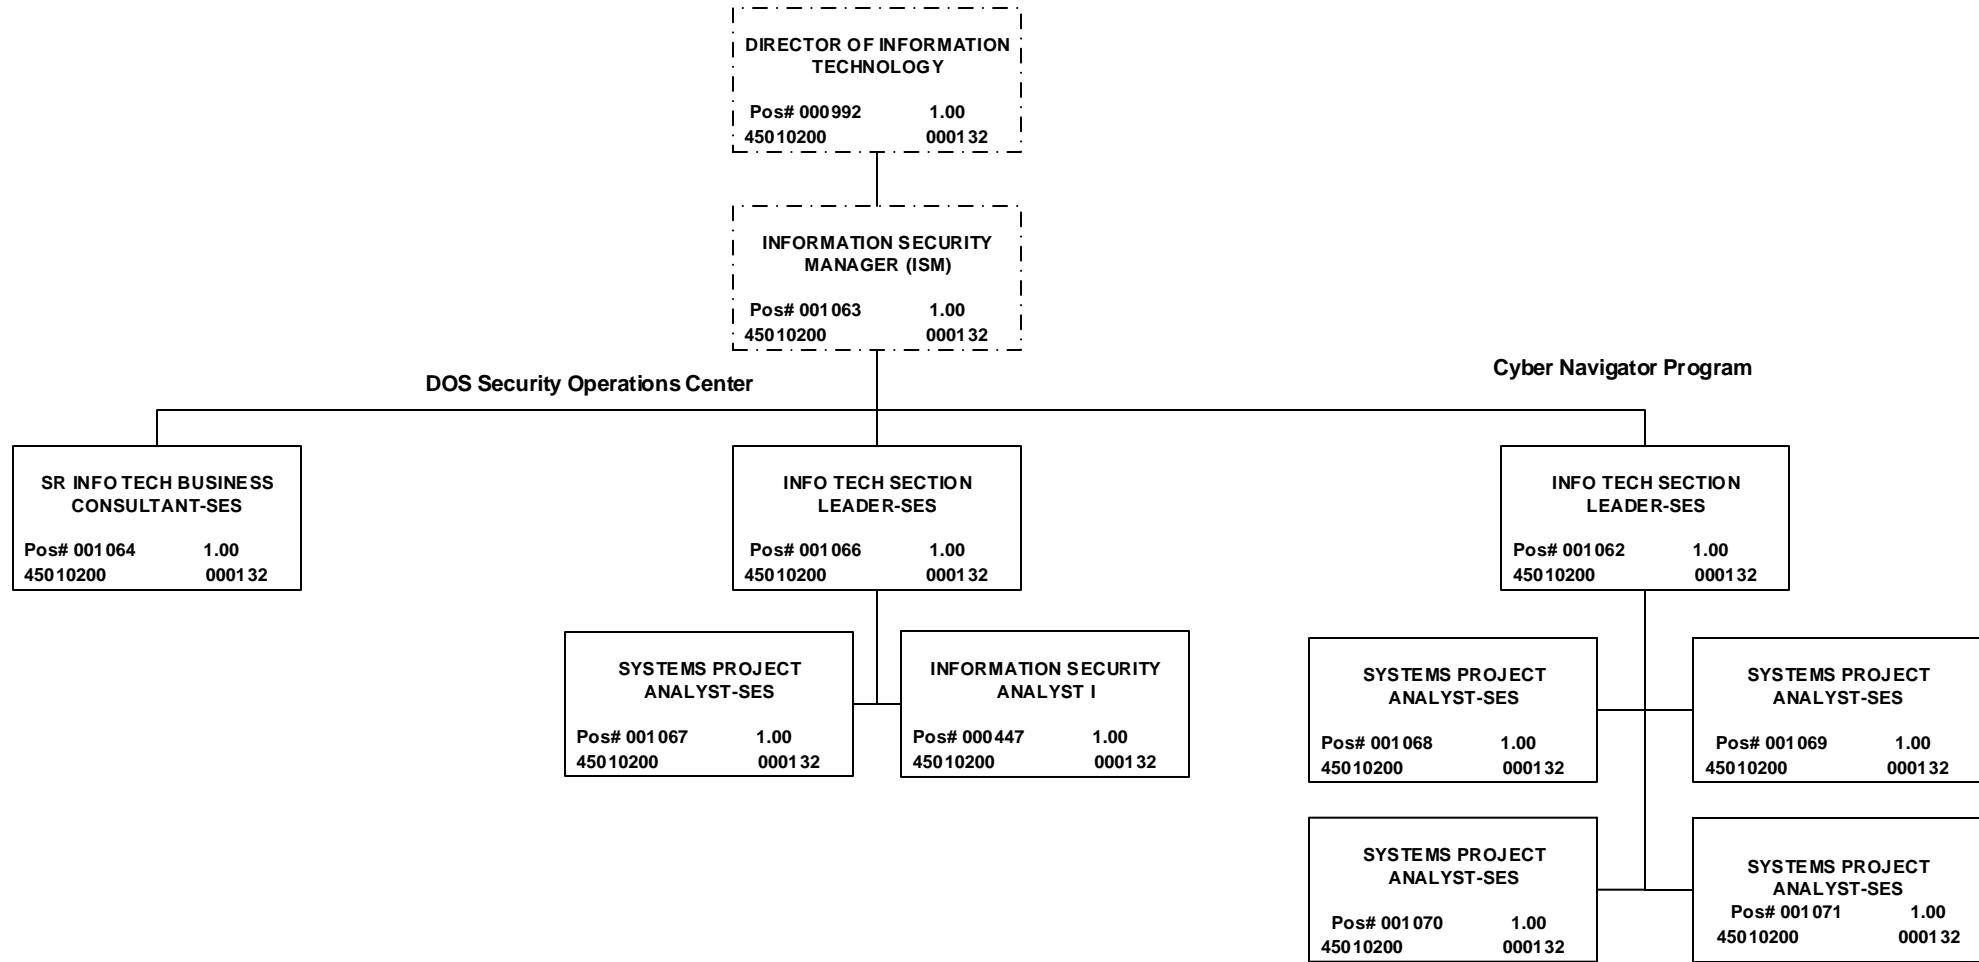 DIRECTOR OF INFORMATION
TECHNOLOGY
Pos# 000992 1.00
45010200 000132
INFORMATION SECURITY
MANAGER (ISM)
Pos# 001063 1.00
45010200 000132
DOS Security Operations Center
Cyber Navigator Program
SR INFO TECH BUSINESS
CONSULTANT-SES
Pos# 001064 1.00
45010200 000132
INFO TECH SECTION
LEADER-SES
Pos# 001066 1.00
45010200 000132
INFO TECH SECTION
LEADER-SES
Pos# 001062 1.00
45010200 000132
SYSTEMS PROJECT
ANALYST-SES
Pos# 001067 1.00
45010200 000132
INFORMATION SECURITY
ANALYST I
Pos# 000447 1.00
45010200 000132
SYSTEMS PROJECT
ANALYST-SES
Pos# 001068 1.00
45010200 000132
SYSTEMS PROJECT
ANALYST-SES
Pos# 001069 1.00
45010200 000132
SYSTEMS PROJECT
ANALYST-SES
Pos# 001070 1.00
45010200 000132
SYSTEMS PROJECT
ANALYST-SES
Pos# 001071 1.00
45010200 000132